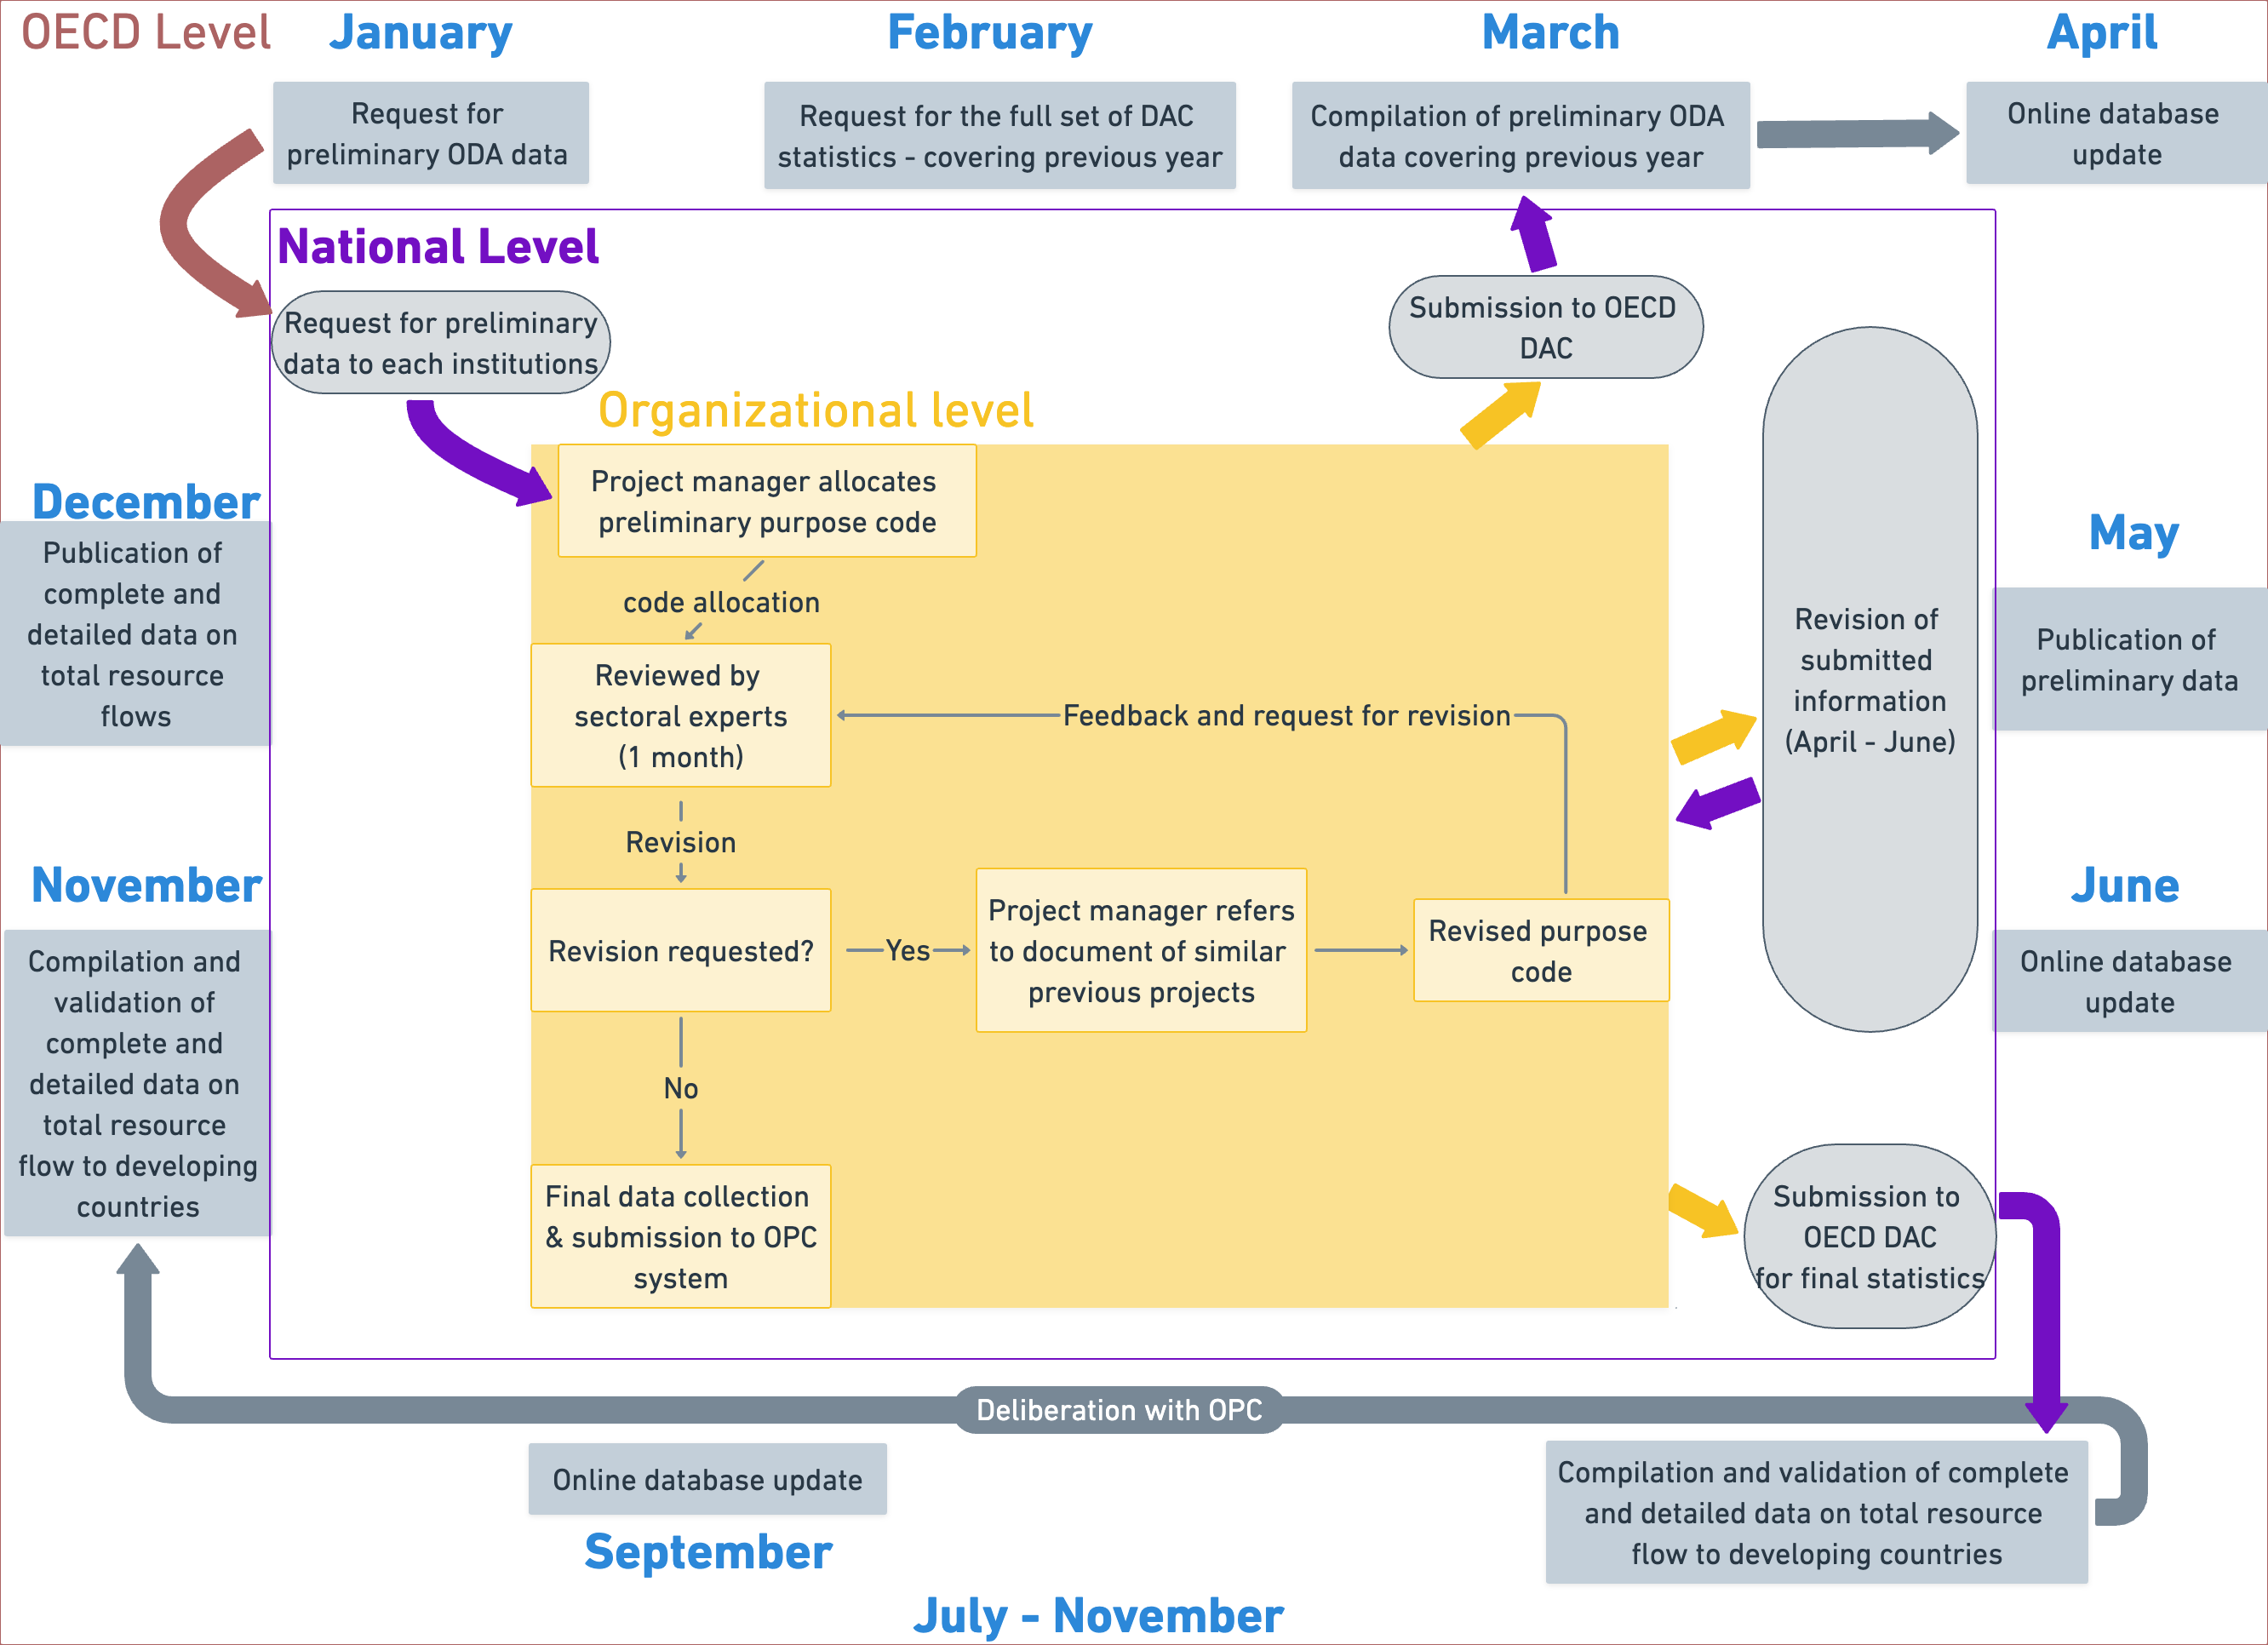 OECD Level
January
February
March
April
Request for
preliminary ODA data
Request for the full set of DAC
statistics - covering previous year
Compilation of preliminary ODA
data covering previous year
Online database
update
National Level
Request for preliminary
data to each institutions
Submission to OECD
DAC
Organizational level
Project manager allocates
preliminary purpose code
code allocation
Reviewed by
sectoral experts
(1 month)
Feedback and request for revision
Revision
Revision requested?
Yes
Project manager refers
to document of similar
previous projects
Revised purpose
code
No
Final data collection
& submission to OPC
system
Revision of
submitted
information
(April - June)
Submission to
OECD DAC
for final statistics
May
Publication of
preliminary data
June
Online database
update
December
Publication of
complete and
detailed data on
total resource
flows
November
Compilation and
validation of
complete and
detailed data on
total resource
flow to developing
countries
Deliberation with OPC
Online database update
September
Compilation and validation of complete
and detailed data on total resource
flow to developing countries
July - November